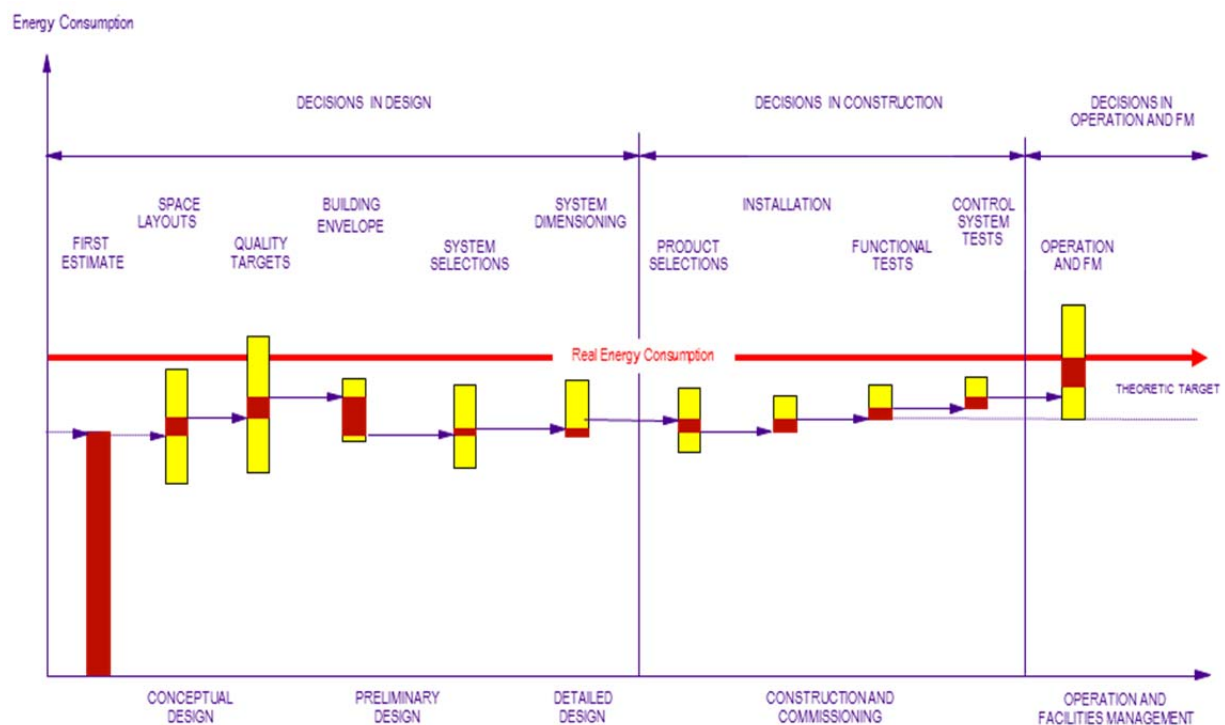 Energy Consumption
DECISIONS IN DESIGN
DECISIONS IN CONSTRUCTION
DECISIONS IN
OPERATION AND FM
FIRST
ESTIMATE
SPACE
LAYOUTS
QUALITY
TARGETS
BUILDING
ENVELOPE
SYSTEM
SELECTIONS
SYSTEM
DIMENSIONING
PRODUCT
SELECTIONS
INSTALLATION
FUNCTIONAL
TESTS
CONTROL
SYSTEM
TESTS
OPERATION
AND FM
Real Energy Consumption
THEORETIC TARGET
CONCEPTUAL
DESIGN
PRELIMINARY
DESIGN
DETAILED
DESIGN
CONSTRUCTION AND
COMMISSIONING
OPERATION AND
FACILITIES MANAGEMENT